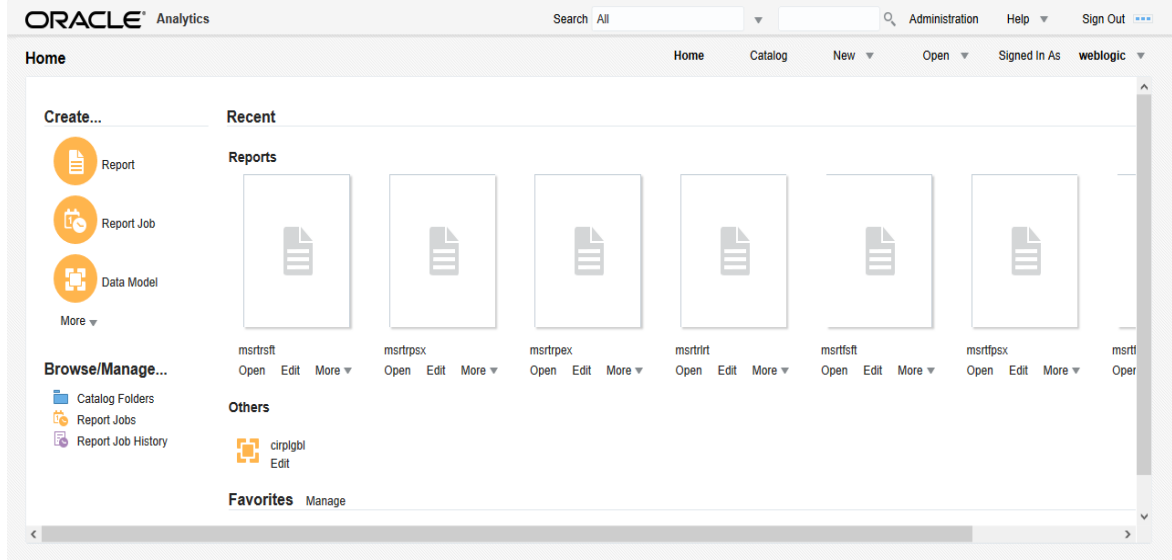 ORACLE Analytics Search All Administration Help Sign Out
Home Home Catalog New Open Signed In As weblogic
Create...
Report
Report Job
Data Model
More
Browse/Manage...
Catalog Folders
Report Jobs
Report Job History
Recent
Reports
msrtrsft msrtrpsx msrtrpex msrtrlrt msrtfsft msrtfpsx
Open Edit More Open Edit More Open Edit More Open Edit More Open Edit More Open Edit More
Others
cirplgbl
Edit
Favorites Manage